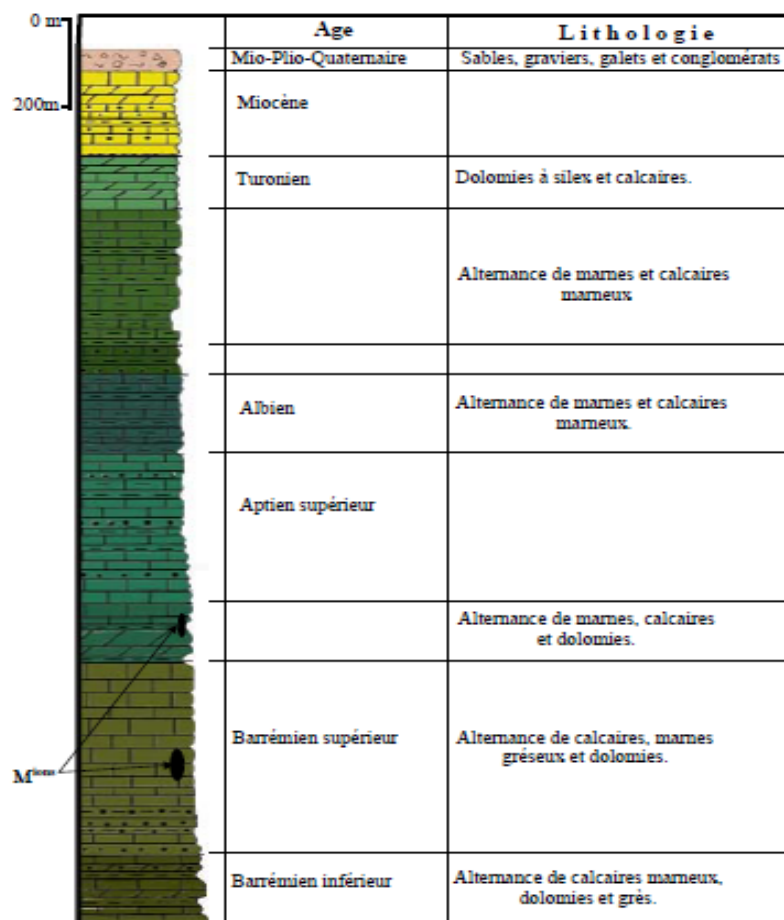 0 m
Age
Lithologie
Mio-Plio-Quaternaire
Sables, graviers, galets et conglomérats
200m
Miocène
Turonien
Dolomies à silex et calcaires.
Alternance de marnes et calcaires
marneux
Albien
Alternance de marnes et calcaires
marneux.
Aptien supérieur
Alternance de marnes, calcaires
et dolomies.
Barrémien supérieur
Alternance de calcaires, marnes
gréseux et dolomies.
M tions
Barrémien inférieur
Alternance de calcaires marneux,
dolomies et grès.